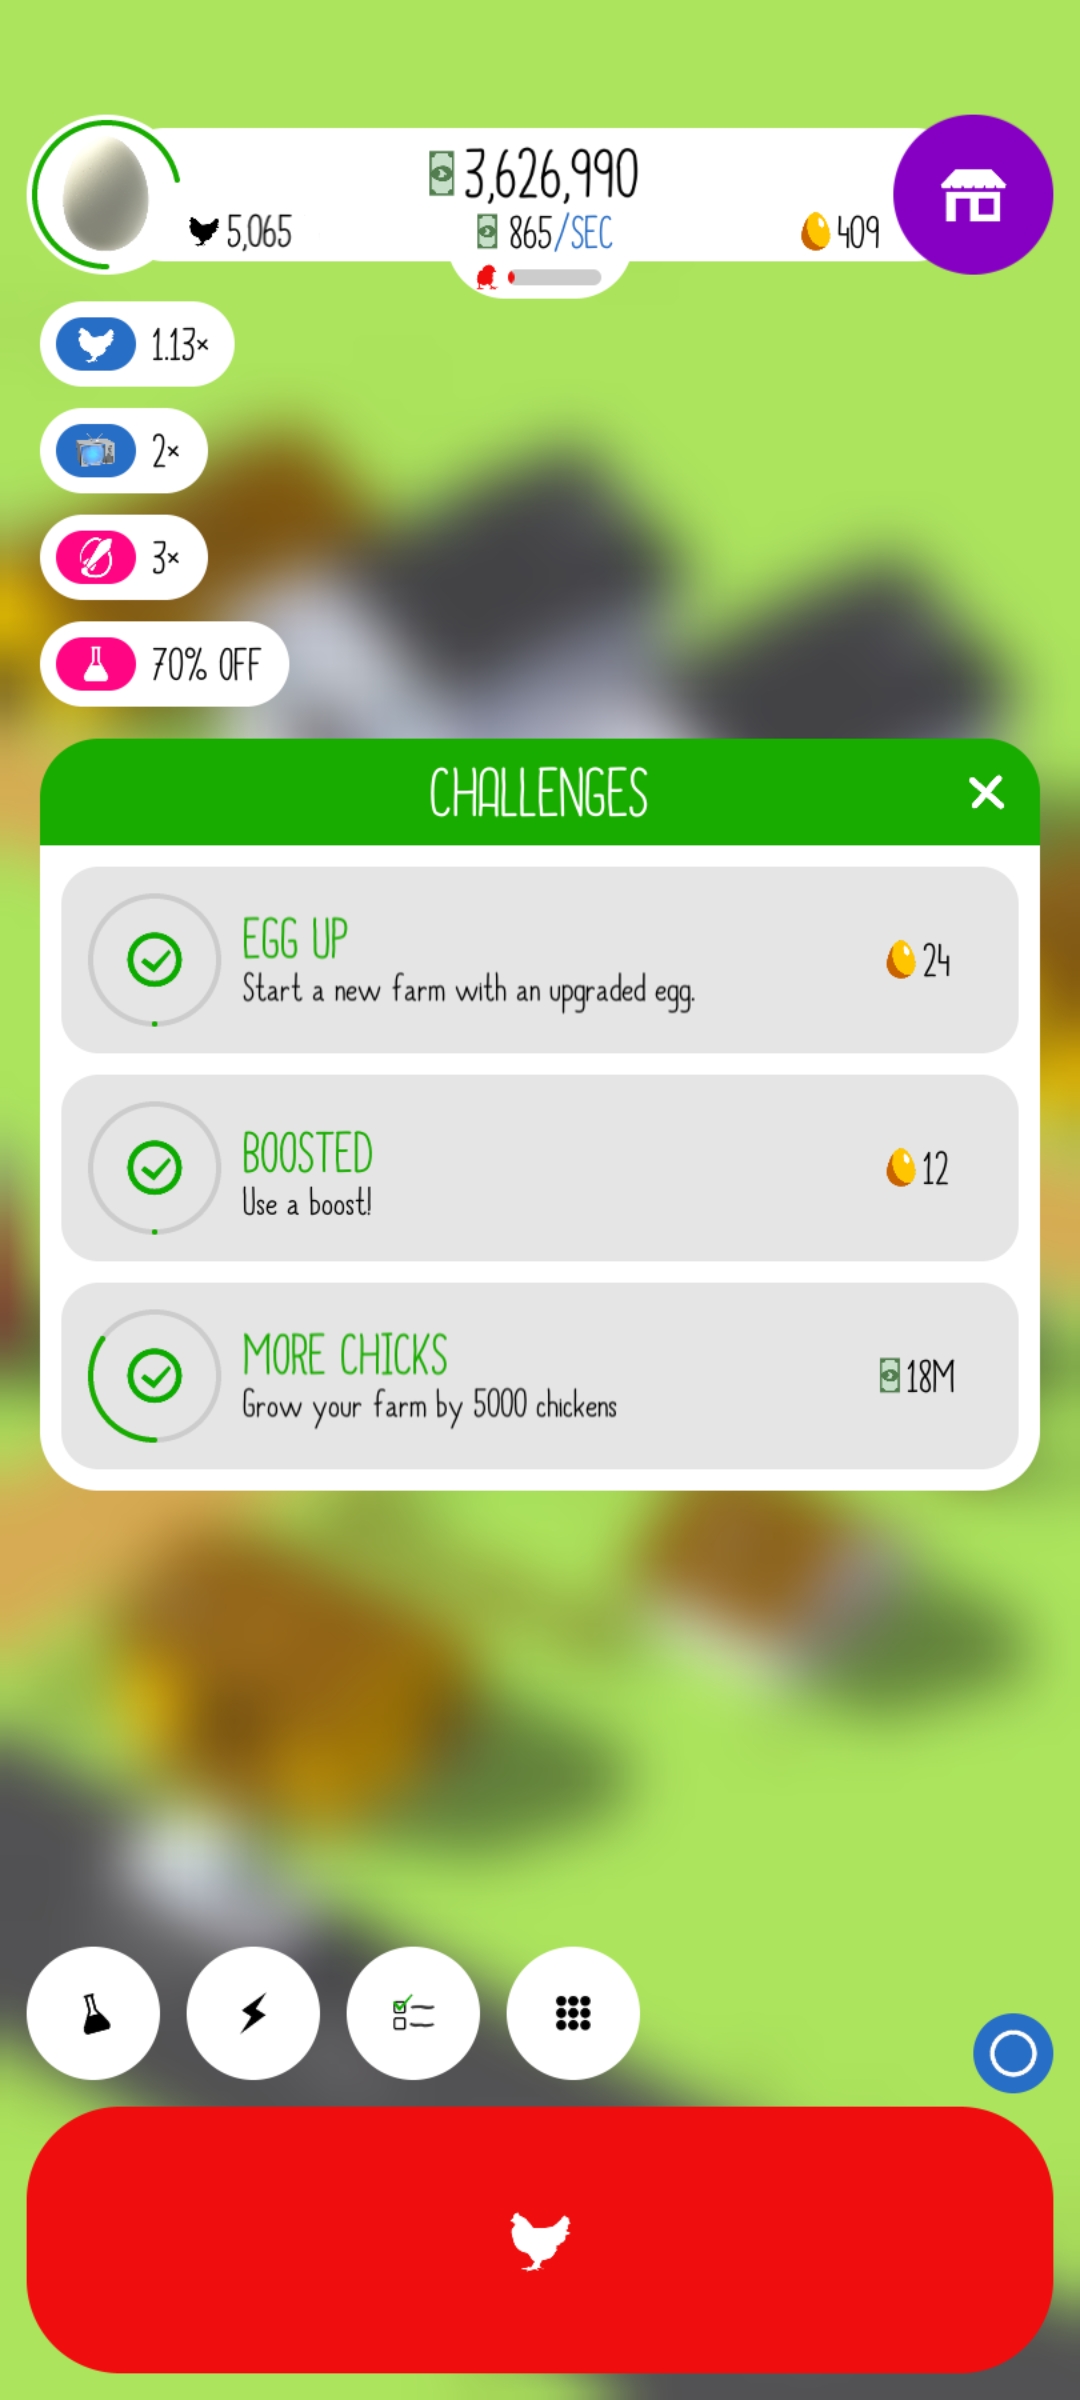 3,626,990
5,065
865/SEC
409
1.13×
2×
3×
70% OFF
CHALLENGES
EGG UP
Start a new farm with an upgraded egg.
24
BOOSTED
Use a boost!
12
MORE CHICKS
Grow your farm by 5000 chickens
18M